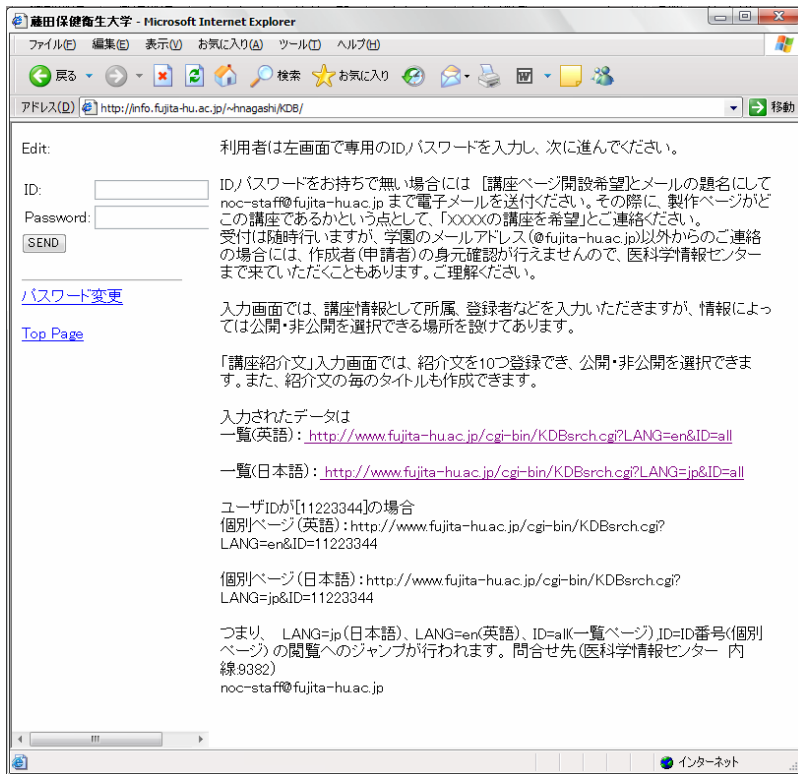 藤田保健衛生大学 - Microsoft Internet Explorer
ファイル(F) 編集(E) 表示(V) お気に入り(A) ツール(T) ヘルプ(H)
戻る 検索 お気に入り
アドレス(D) http://info.fujita-hu.ac.jp/~hnagashi/KDB/ 移動
Edit:
ID:
Password:
SEND
パスワード変更
Top Page
利用者は左画面で専用のID,パスワードを入力し、次に進んでください。
ID,パスワードをお持ちで無い場合には [講座ページ開設希望]とメールの題名にして
noc-staff@fujita-hu.ac.jp まで電子メールを送付ください。その際に、製作ページがど
この講座であるかという点として、「XXXXの講座を希望」とご連絡ください。
受付は随時行いますが、学園のメールアドレス(@fujita-hu.ac.jp)以外からのご連絡
の場合には、作成者(申請者)の身元確認が行えませんので、医科学情報センター
まで来ていただくこともあります。ご理解ください。
入力画面では、講座情報として所属、登録者などを入力いただきますが、情報によっ
ては公開・非公開を選択できる場所を設けてあります。
「講座紹介文」入力画面では、紹介文を10つ登録でき、公開・非公開を選択できま
す。また、紹介文の毎のタイトルも作成できます。
入力されたデータは
一覧(英語): http://www.fujita-hu.ac.jp/cgi-bin/KDBsrch.cgi?LANG=en&ID=all
一覧(日本語): http://www.fujita-hu.ac.jp/cgi-bin/KDBsrch.cgi?LANG=jp&ID=all
ユーザIDが[11223344]の場合
個別ページ(英語):http://www.fujita-hu.ac.jp/cgi-bin/KDBsrch.cgi?
LANG=en&ID=11223344
個別ページ(日本語):http://www.fujita-hu.ac.jp/cgi-bin/KDBsrch.cgi?
LANG=jp&ID=11223344
つまり、 LANG=jp(日本語)、LANG=en(英語)、ID=all(一覧ページ),ID=ID番号(個別
ページ) の閲覧へのジャンプが行われます。問合せ先(医科学情報センター 内
線:9382)
noc-staff@fujita-hu.ac.jp
インターネット